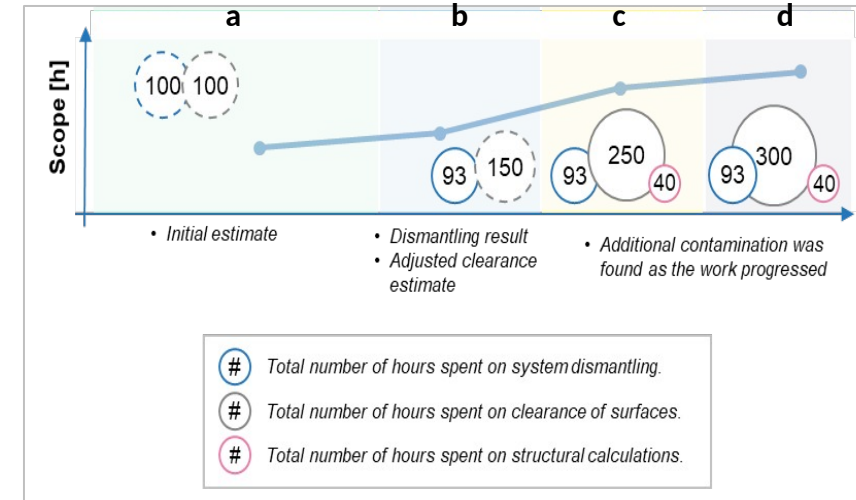 a b c d
Scope [h]
100 100
93 150
93 250 40
93 300 40
• Initial estimate
• Dismantling result
• Adjusted clearance
estimate
• Additional contamination was
found as the work progressed
# Total number of hours spent on system dismantling.
# Total number of hours spent on clearance of surfaces.
# Total number of hours spent on structural calculations.